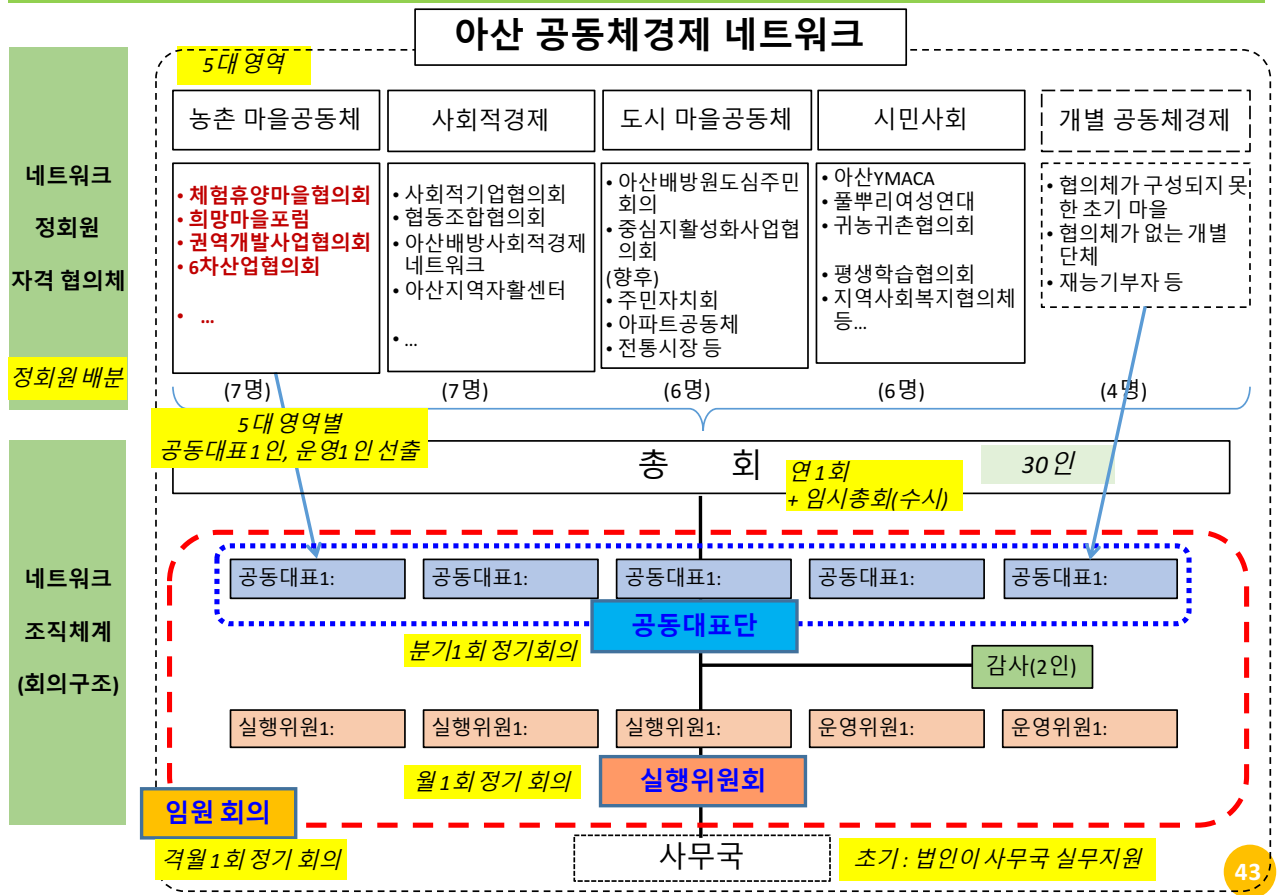 아산 공동체경제 네트워크
5대 영역
네트워크
정회원
자격 협의체
정회원 배분
농촌 마을공동체
• 체험휴양마을협의회
• 희망마을포럼
• 권역개발사업협의회
• 6차산업협의회
• ...
(7명)
사회적경제
• 사회적기업협의회
• 협동조합협의회
• 아산배방사회적경제
네트워크
• 아산지역자활센터
• ...
(7명)
도시 마을공동체
• 아산배방원도심주민
회의
• 중심지활성화사업협
의회
(향후)
• 주민자치회
• 아파트공동체
• 전통시장 등
(6명)
시민사회
• 아산YMACA
• 풀뿌리여성연대
• 귀농귀촌협의회
• 평생학습협의회
• 지역사회복지협의체
등...
(6명)
개별 공동체경제
• 협의체가 구성되지 못
한 초기 마을
• 협의체가 없는 개별
단체
• 재능기부자 등
(4명)
5대 영역별
공동대표 1인, 운영1인 선출
총 회
연 1회
+ 임시총회(수시)
30인
네트워크
조직체계
(회의구조)
공동대표1:
공동대표1:
공동대표1:
공동대표1:
공동대표1:
공동대표단
분기1회 정기회의
감사(2인)
실행위원1:
실행위원1:
실행위원1:
운영위원1:
운영위원1:
월 1회 정기 회의
실행위원회
임원 회의
격월 1회 정기 회의
사무국
초기 : 법인이 사무국 실무지원
43